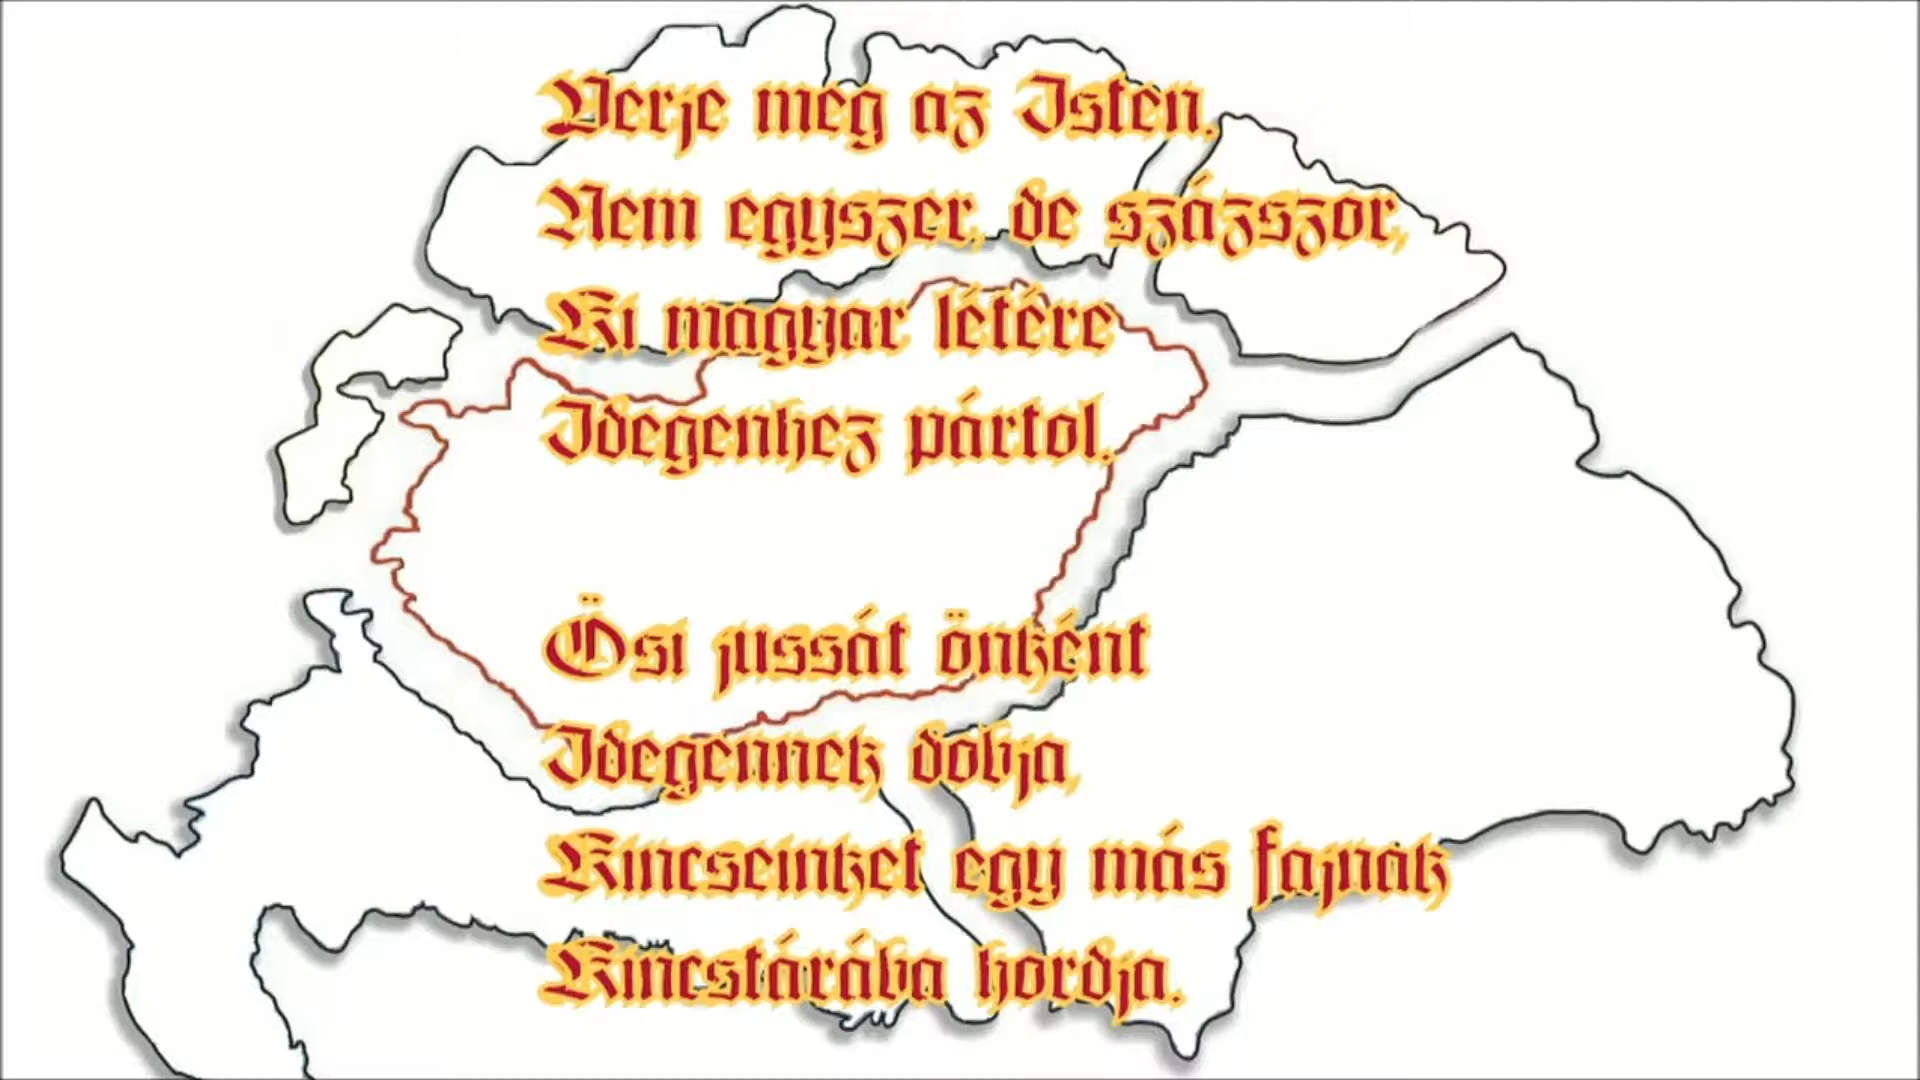 Verje meg az Isten,
Nem egyszer, de százszor,
Ki magyar létére
Idegenhez pártol.
Ősi jussát önként
Idegennek dobja,
Kincseinket egy más fajnak
Kincstárába hordja.